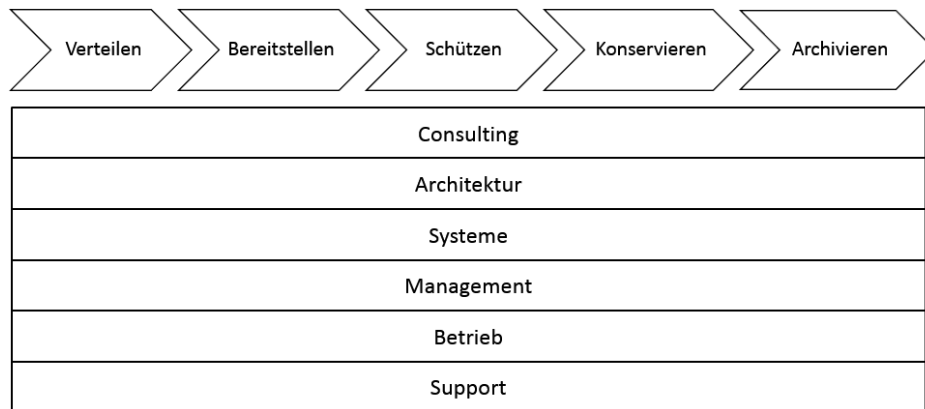 Verteilen Bereitstellen Schützen Konservieren Archivieren
Consulting
Architektur
Systeme
Management
Betrieb
Support